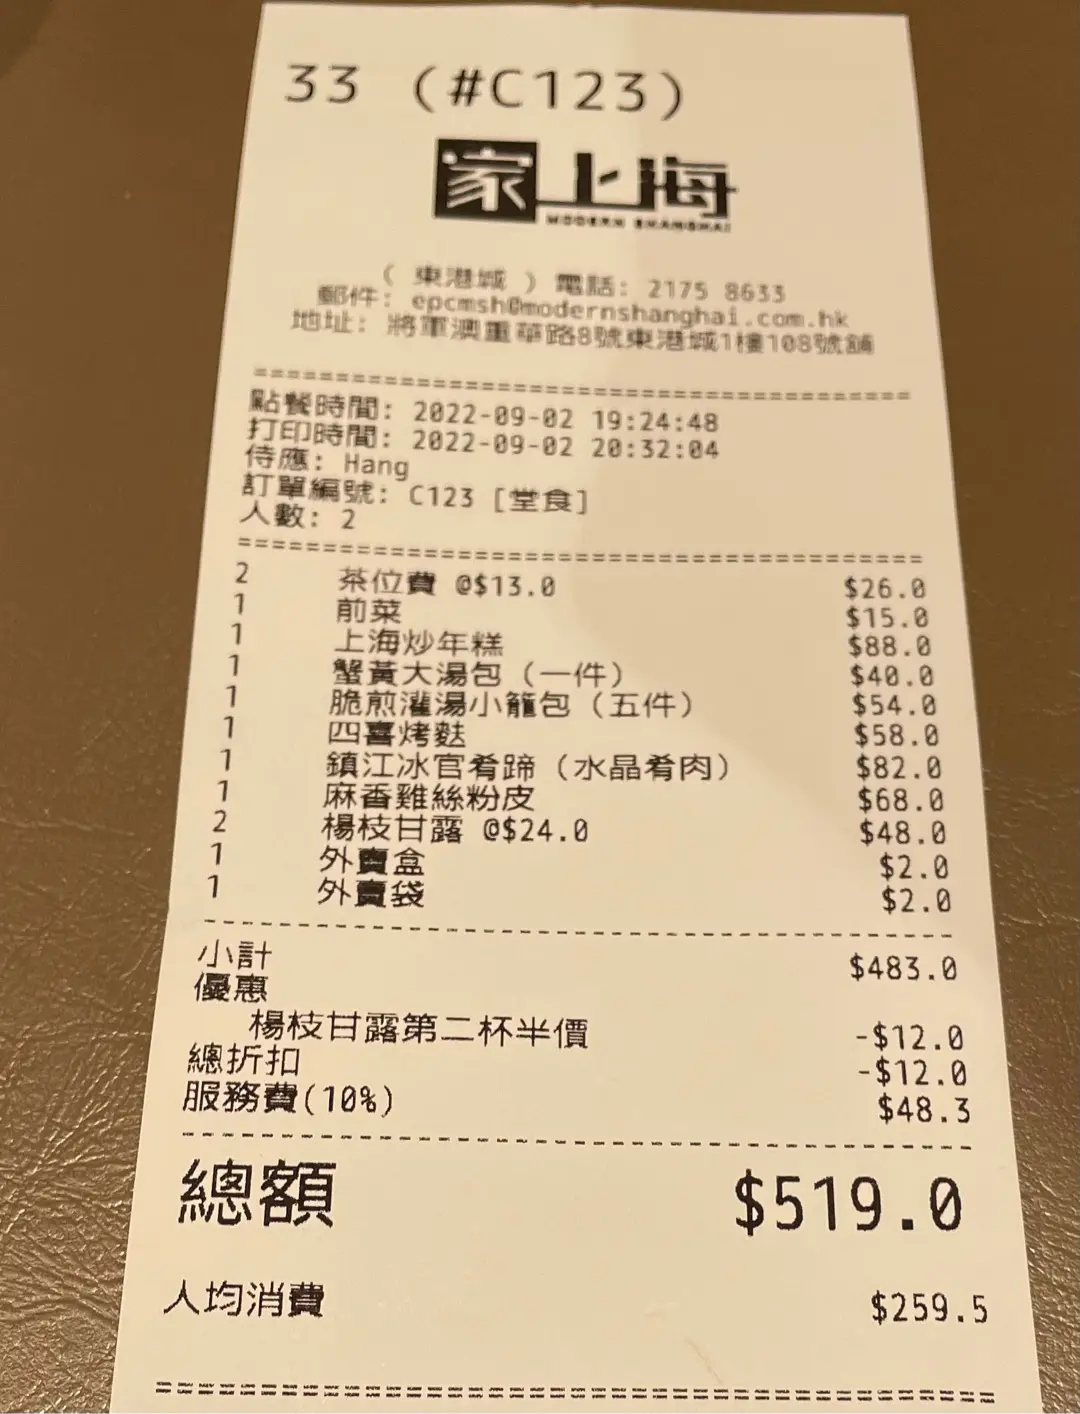 33 (#C123)
家上海
MODERN SHANGHAI
( 東港城 ) 電話: 2175 8633
郵件: epcmsh@modernshanghai.com.hk
地址: 將軍澳重華路8號東港城1樓108號舖
================================================
點餐時間: 2022-09-02 19:24:48
打印時間: 2022-09-02 20:32:04
侍應: Hang
訂單編號: C123 [堂食]
人數: 2
================================================
2 茶位費 @$13.0 $26.0
1 前菜 $15.0
1 上海炒年糕 $88.0
1 蟹黃大湯包（一件） $40.0
1 脆煎灌湯小籠包（五件） $54.0
1 四喜烤麩 $58.0
1 鎮江冰官肴蹄（水晶肴肉） $82.0
1 麻香雞絲粉皮 $68.0
2 楊枝甘露 @$24.0 $48.0
1 外賣盒 $2.0
1 外賣袋 $2.0
------------------------------------------------
小計 $483.0
優惠
楊枝甘露第二杯半價 -$12.0
總折扣 -$12.0
服務費(10%) $48.3
------------------------------------------------
總額 $519.0
人均消費 $259.5
================================================